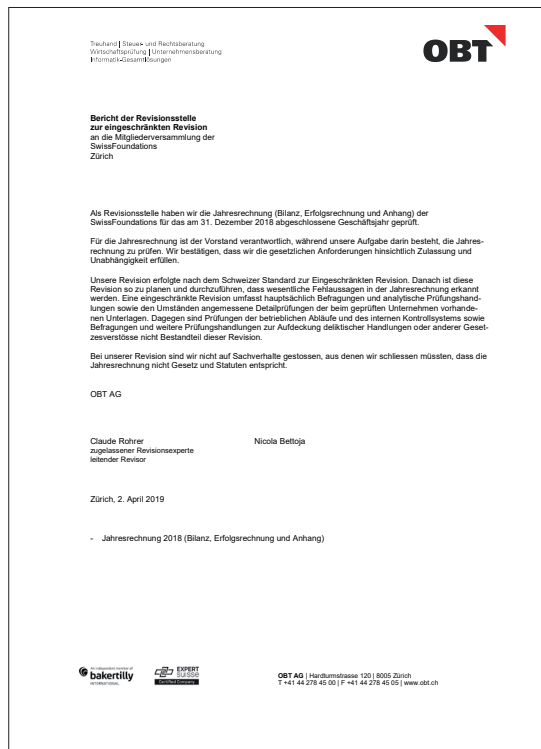 Treuhand | Steuer- und Rechtsberatung
Wirtschaftsprüfung | Unternehmensberatung
Informatik-Gesamtlösungen
OBT
Bericht der Revisionsstelle
zur eingeschränkten Revision
an die Mitgliederversammlung der
SwissFoundations
Zürich
Als Revisionsstelle haben wir die Jahresrechnung (Bilanz, Erfolgsrechnung und Anhang) der
SwissFoundations für das am 31. Dezember 2018 abgeschlossene Geschäftsjahr geprüft.
Für die Jahresrechnung ist der Vorstand verantwortlich, während unsere Aufgabe darin besteht, die Jahres-
rechnung zu prüfen. Wir bestätigen, dass wir die gesetzlichen Anforderungen hinsichtlich Zulassung und
Unabhängigkeit erfüllen.
Unsere Revision erfolgte nach dem Schweizer Standard zur Eingeschränkten Revision. Danach ist diese
Revision so zu planen und durchzuführen, dass wesentliche Fehlaussagen in der Jahresrechnung erkannt
werden. Eine eingeschränkte Revision umfasst hauptsächlich Befragungen und analytische Prüfungshand-
lungen sowie den Umständen angemessene Detailprüfungen der beim geprüften Unternehmen vorhande-
nen Unterlagen. Dagegen sind Prüfungen der betrieblichen Abläufe und des internen Kontrollsystems sowie
Befragungen und weitere Prüfungshandlungen zur Aufdeckung deliktischer Handlungen oder anderer Geset-
zesverstösse nicht Bestandteil dieser Revision.
Bei unserer Revision sind wir nicht auf Sachverhalte gestossen, aus denen wir schliessen müssten, dass die
Jahresrechnung nicht Gesetz und Statuten entspricht.
OBT AG
Claude Rohrer Nicola Bettoja
zugelassener Revisionsexperte
leitender Revisor
Zürich, 2. April 2019
- Jahresrechnung 2018 (Bilanz, Erfolgsrechnung und Anhang)
An independent member of
bakertilly
INTERNATIONAL
EXPERT
SUISSE
Certified Company
OBT AG | Hardturmstrasse 120 | 8005 Zürich
T +41 44 278 45 00 | F +41 44 278 45 05 | www.obt.ch